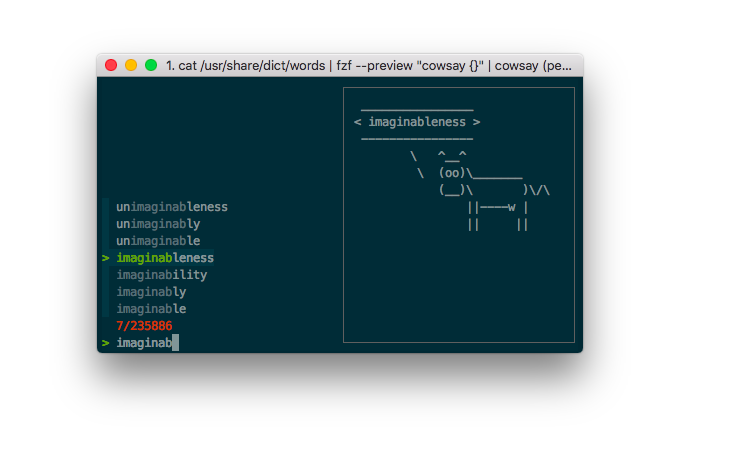 1. cat /usr/share/dict/words | fzf --preview "cowsay {}" | cowsay (pe...
unimaginableness
unimaginably
unimaginable
> imaginableness
imaginability
imaginably
imaginable
7/235886
> imaginab
 _______________
< imaginableness >
 ----------------
        \   ^__^
         \  (oo)\_______
            (__)\       )\/\
                ||----w |
                ||     ||